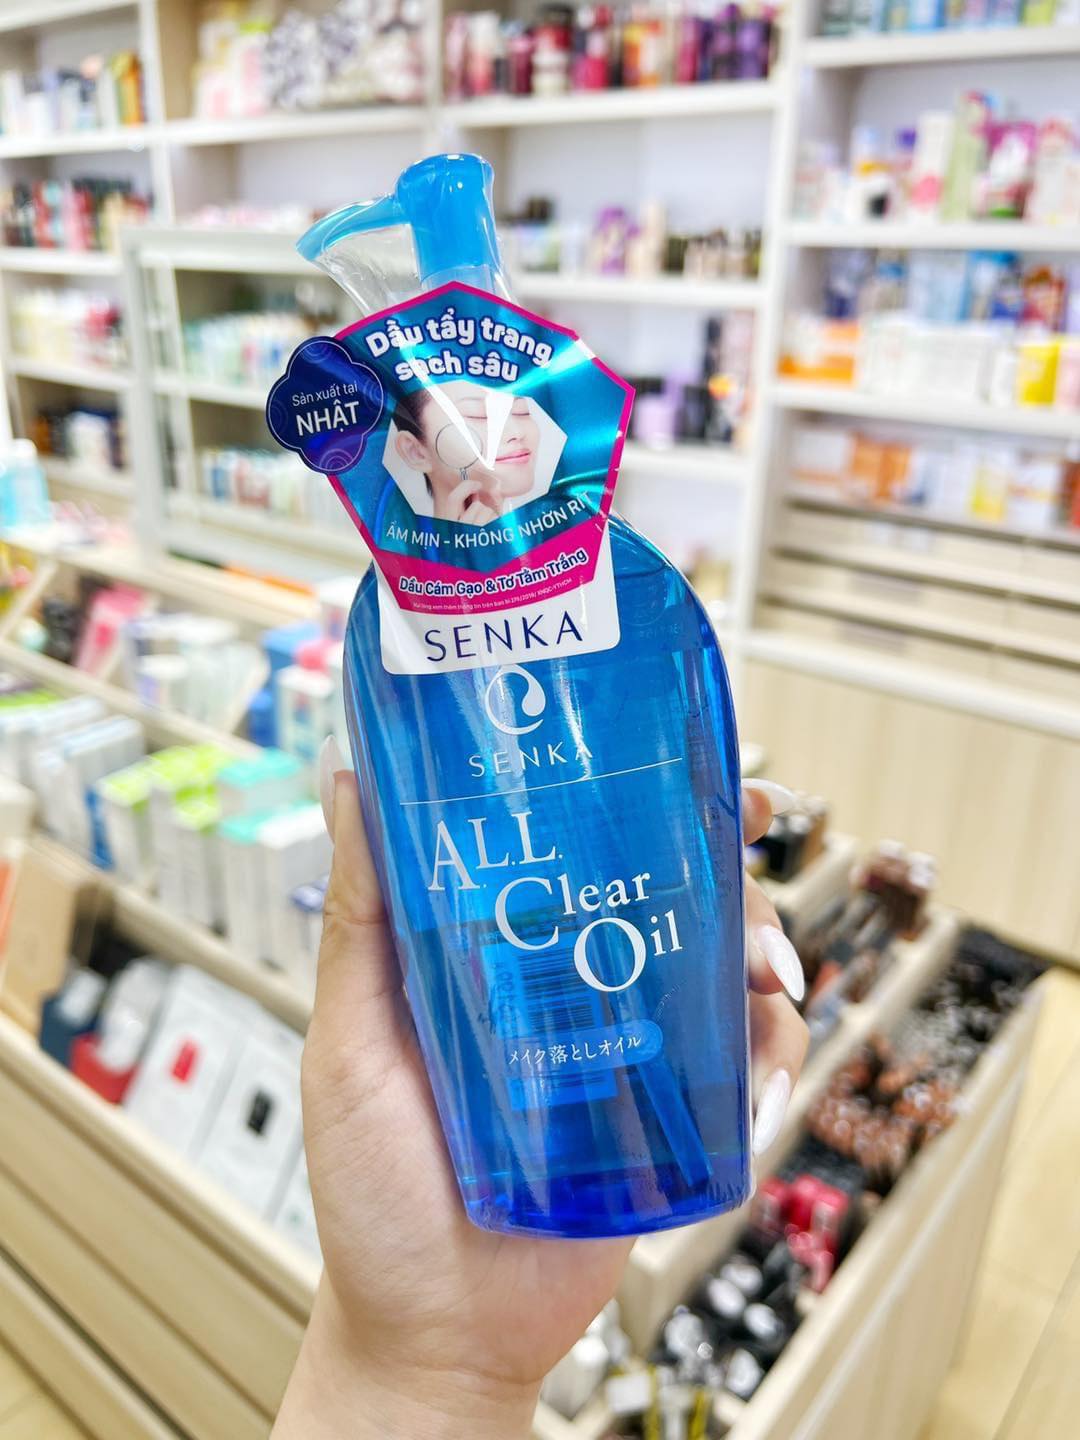 Dầu tẩy trang
sạch sâu
Sản xuất tại
NHẬT
ẨM MỊN - KHÔNG NHỜN RÍT
Dầu Cám Gạo & Tơ Tằm Trắng
SENKA
SENKA
A.L.L.
Clear
Oil
メイク落としオイル